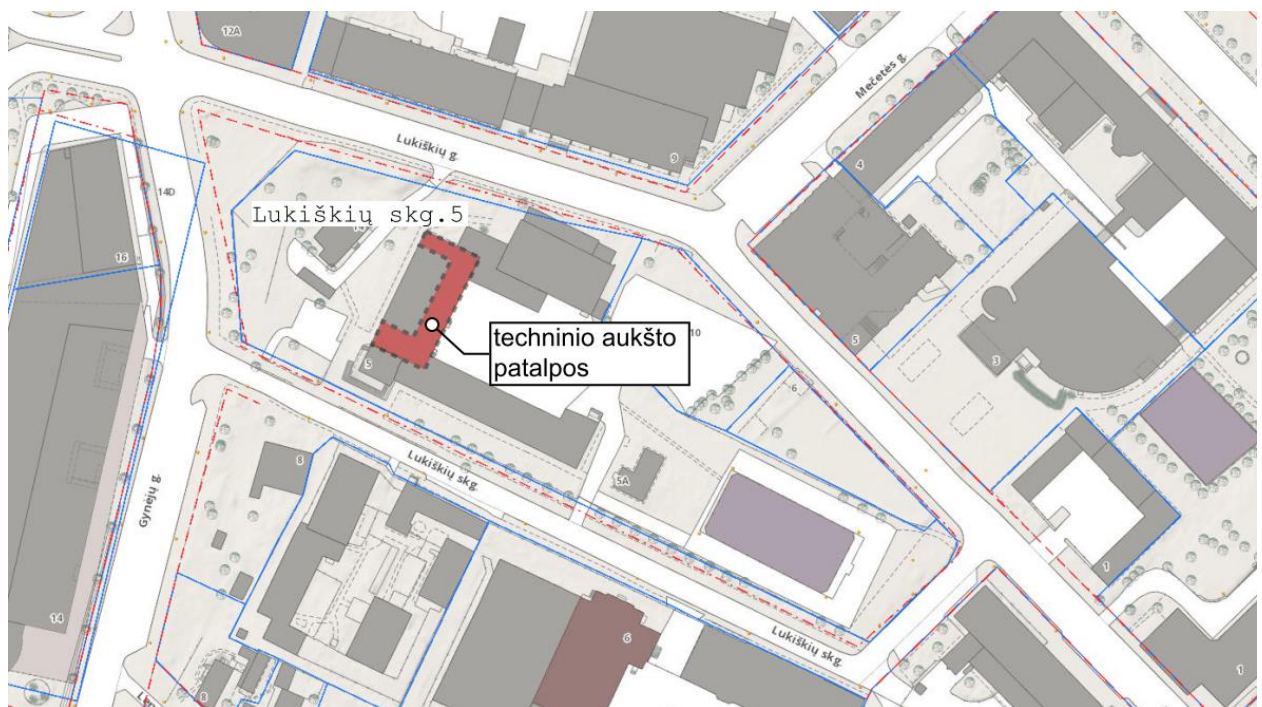 12A
Lukiškių g.
9
Mečetės g.
4
14D
Lukiškių skg.5
16
10
techninio aukšto
patalpos
5
3
5
6
Lukiškių skg.
8
5A
Gynėjų g.
1
14
6
Lukiškių skg.
8
1